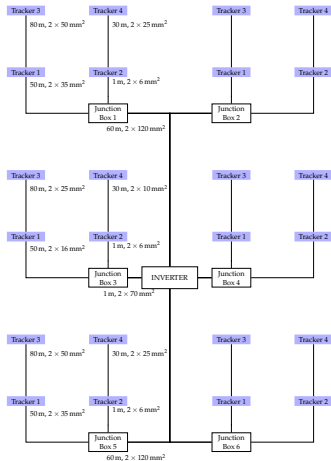 Tracker 3 Tracker 4 Tracker 3 Tracker 4
80 m, 2 × 50 mm² 30 m, 2 × 25 mm²
Tracker 1 Tracker 2 Tracker 1 Tracker 2
50 m, 2 × 35 mm² 1 m, 2 × 6 mm²
Junction Box 1 Junction Box 2
60 m, 2 × 120 mm²
Tracker 3 Tracker 4 Tracker 3 Tracker 4
80 m, 2 × 25 mm² 30 m, 2 × 10 mm²
Tracker 1 Tracker 2 Tracker 1 Tracker 2
50 m, 2 × 16 mm² 1 m, 2 × 6 mm²
Junction Box 3 INVERTER Junction Box 4
1 m, 2 × 70 mm²
Tracker 3 Tracker 4 Tracker 3 Tracker 4
80 m, 2 × 50 mm² 30 m, 2 × 25 mm²
Tracker 1 Tracker 2 Tracker 1 Tracker 2
50 m, 2 × 35 mm² 1 m, 2 × 6 mm²
Junction Box 5 Junction Box 6
60 m, 2 × 120 mm²